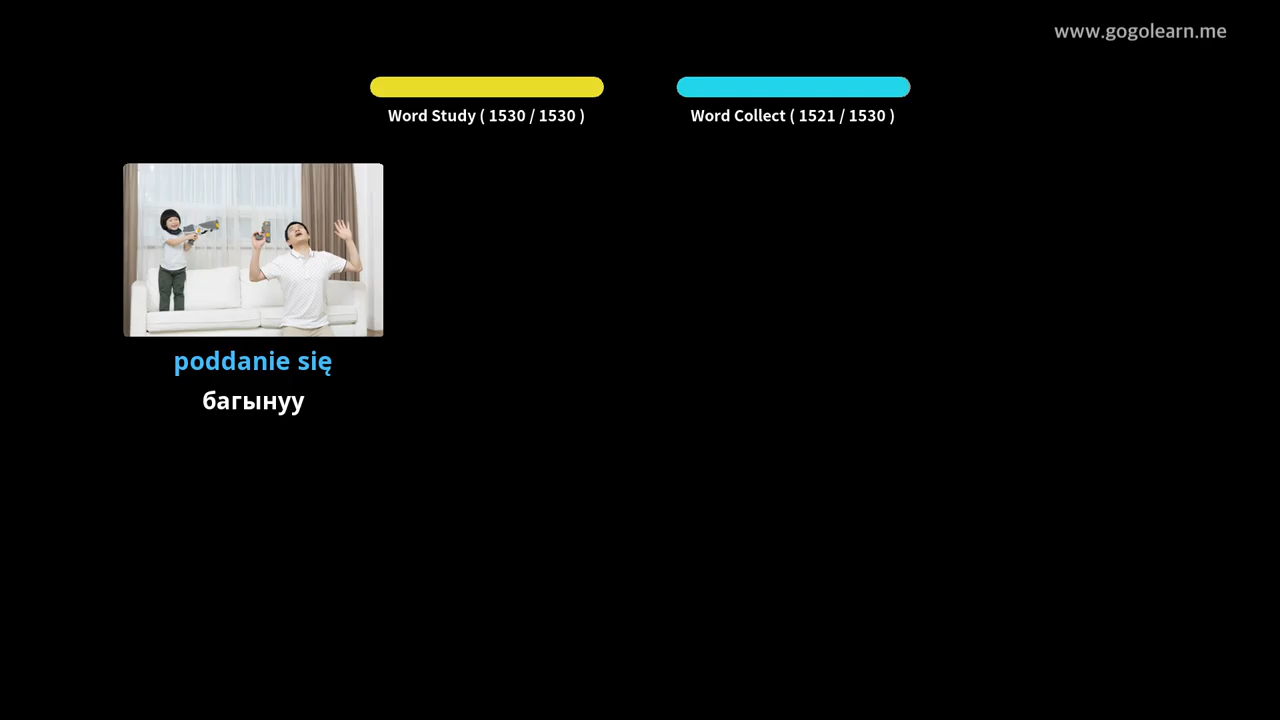 www.gogolearn.me
Word Study ( 1530 / 1530 )
Word Collect ( 1521 / 1530 )
poddanie się
багынуу